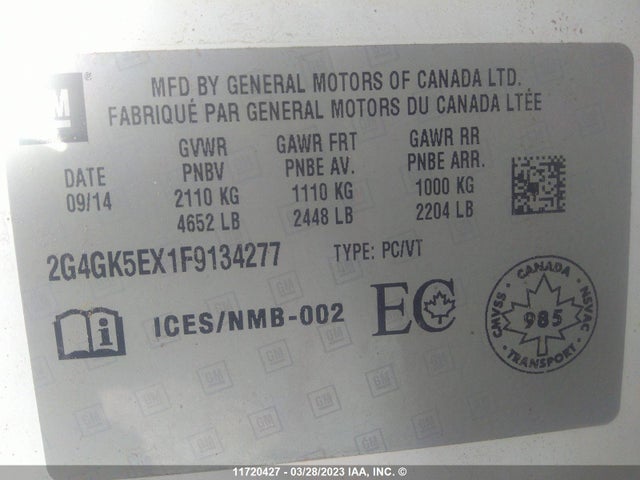 GM ®
MFD BY GENERAL MOTORS OF CANADA LTD.
FABRIQUÉ PAR GENERAL MOTORS DU CANADA LTÉE
DATE
09/14
GVWR
PNBV
2110 KG
4652 LB
GAWR FRT
PNBE AV.
1110 KG
2448 LB
GAWR RR
PNBE ARR.
1000 KG
2204 LB
2G4GK5EX1F9134277 TYPE: PC/VT
i ICES/NMB-002 EC
CANADA
CMVSS 985 NSVAC
TRANSPORT
GM
11720427 - 03/28/2023 IAA, INC. ©